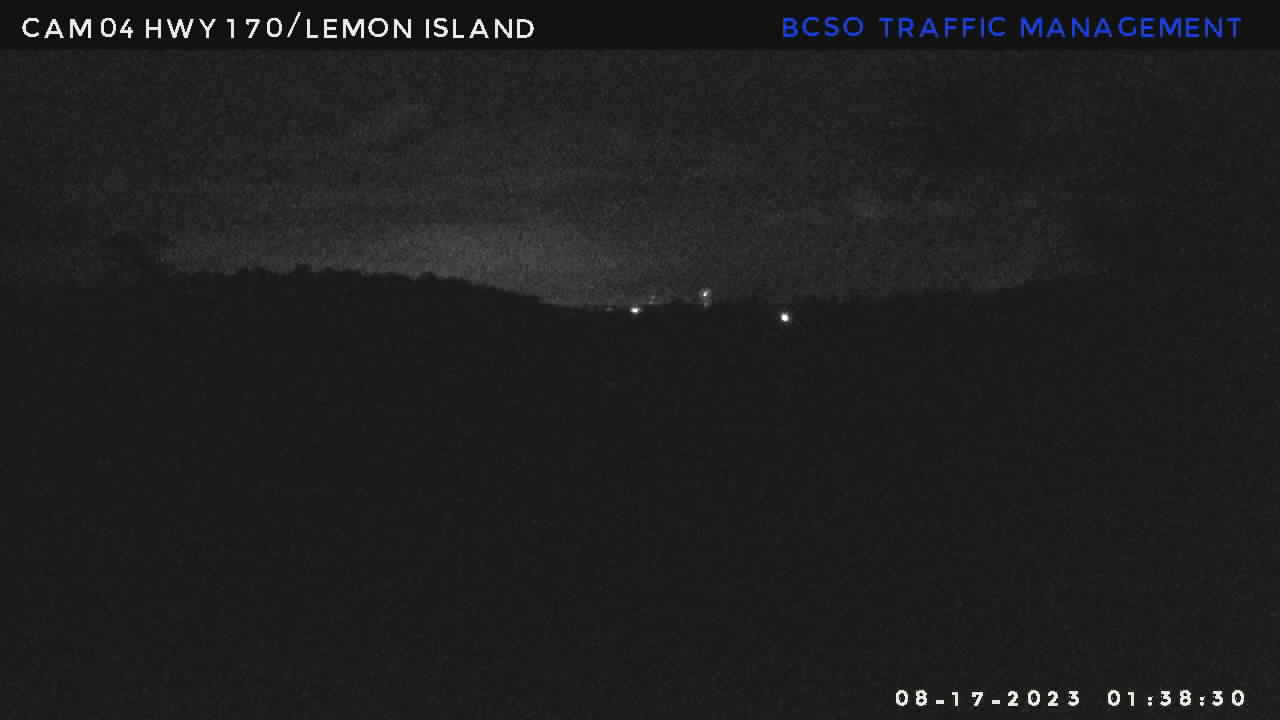 CAM04 HWY 170/LEMON ISLAND
BCSO TRAFFIC MANAGEMENT
08-17-2023 01:38:30